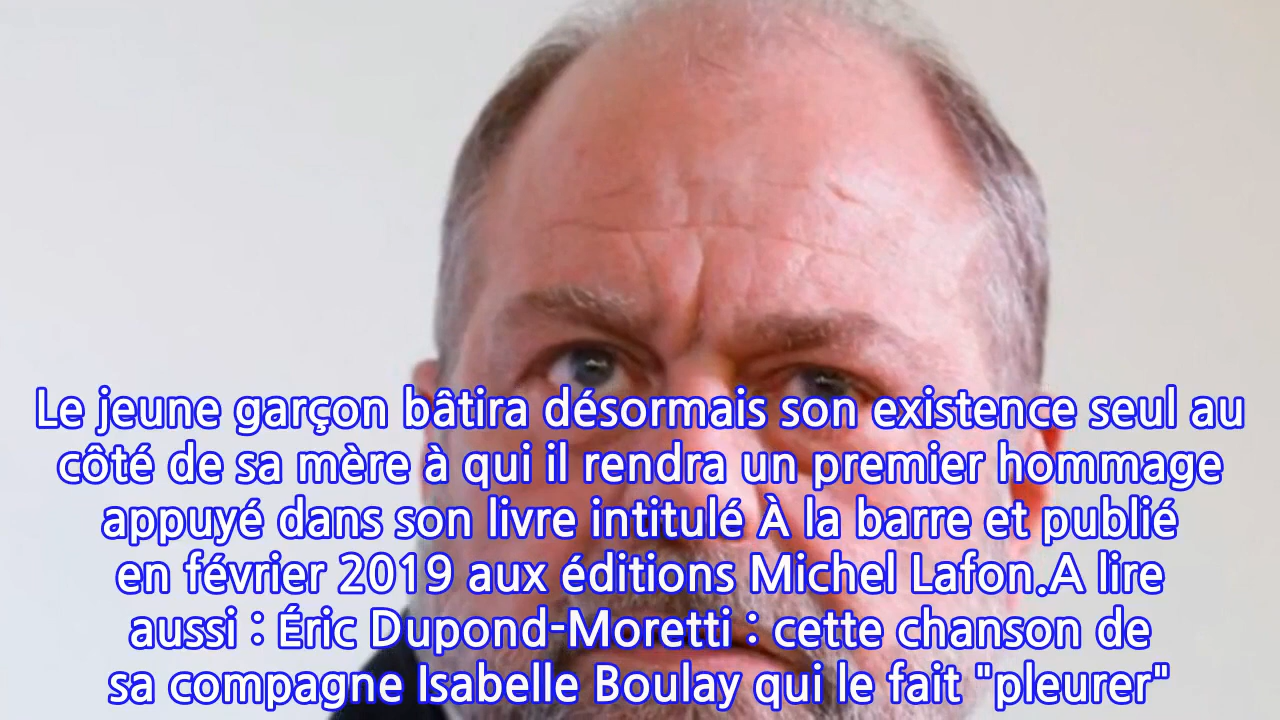 Le jeune garçon bâtira désormais son existence seul au
côté de sa mère à qui il rendra un premier hommage
appuyé dans son livre intitulé À la barre et publié
en février 2019 aux éditions Michel Lafon.A lire
aussi : Éric Dupond-Moretti : cette chanson de
sa compagne Isabelle Boulay qui le fait "pleurer"